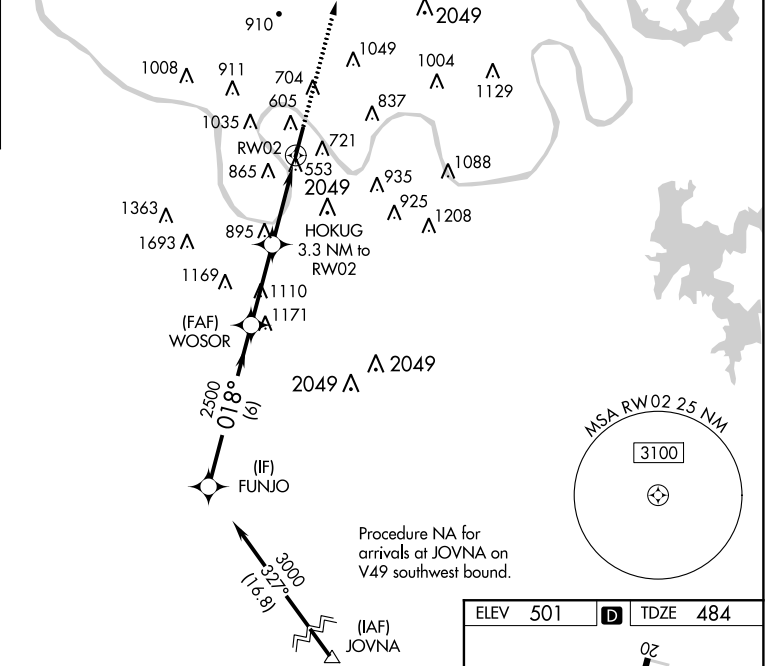 910
2049
1008
911
1049
1004
704
1129
605
837
1035
RW02
721
865
553
1088
2049
935
1363
925
1208
895
HOKUG
3.3 NM to
RW02
1693
1169
1110
(FAF)
WOSOR
1171
2049
2049
2500
018°
(6)
MSA RW02 25 NM
3100
(IF)
FUNJO
Procedure NA for
arrivals at JOVNA on
V49 southwest bound.
3000
327°
(16.8)
(IAF)
JOVNA
ELEV 501 D TDZE 484
20